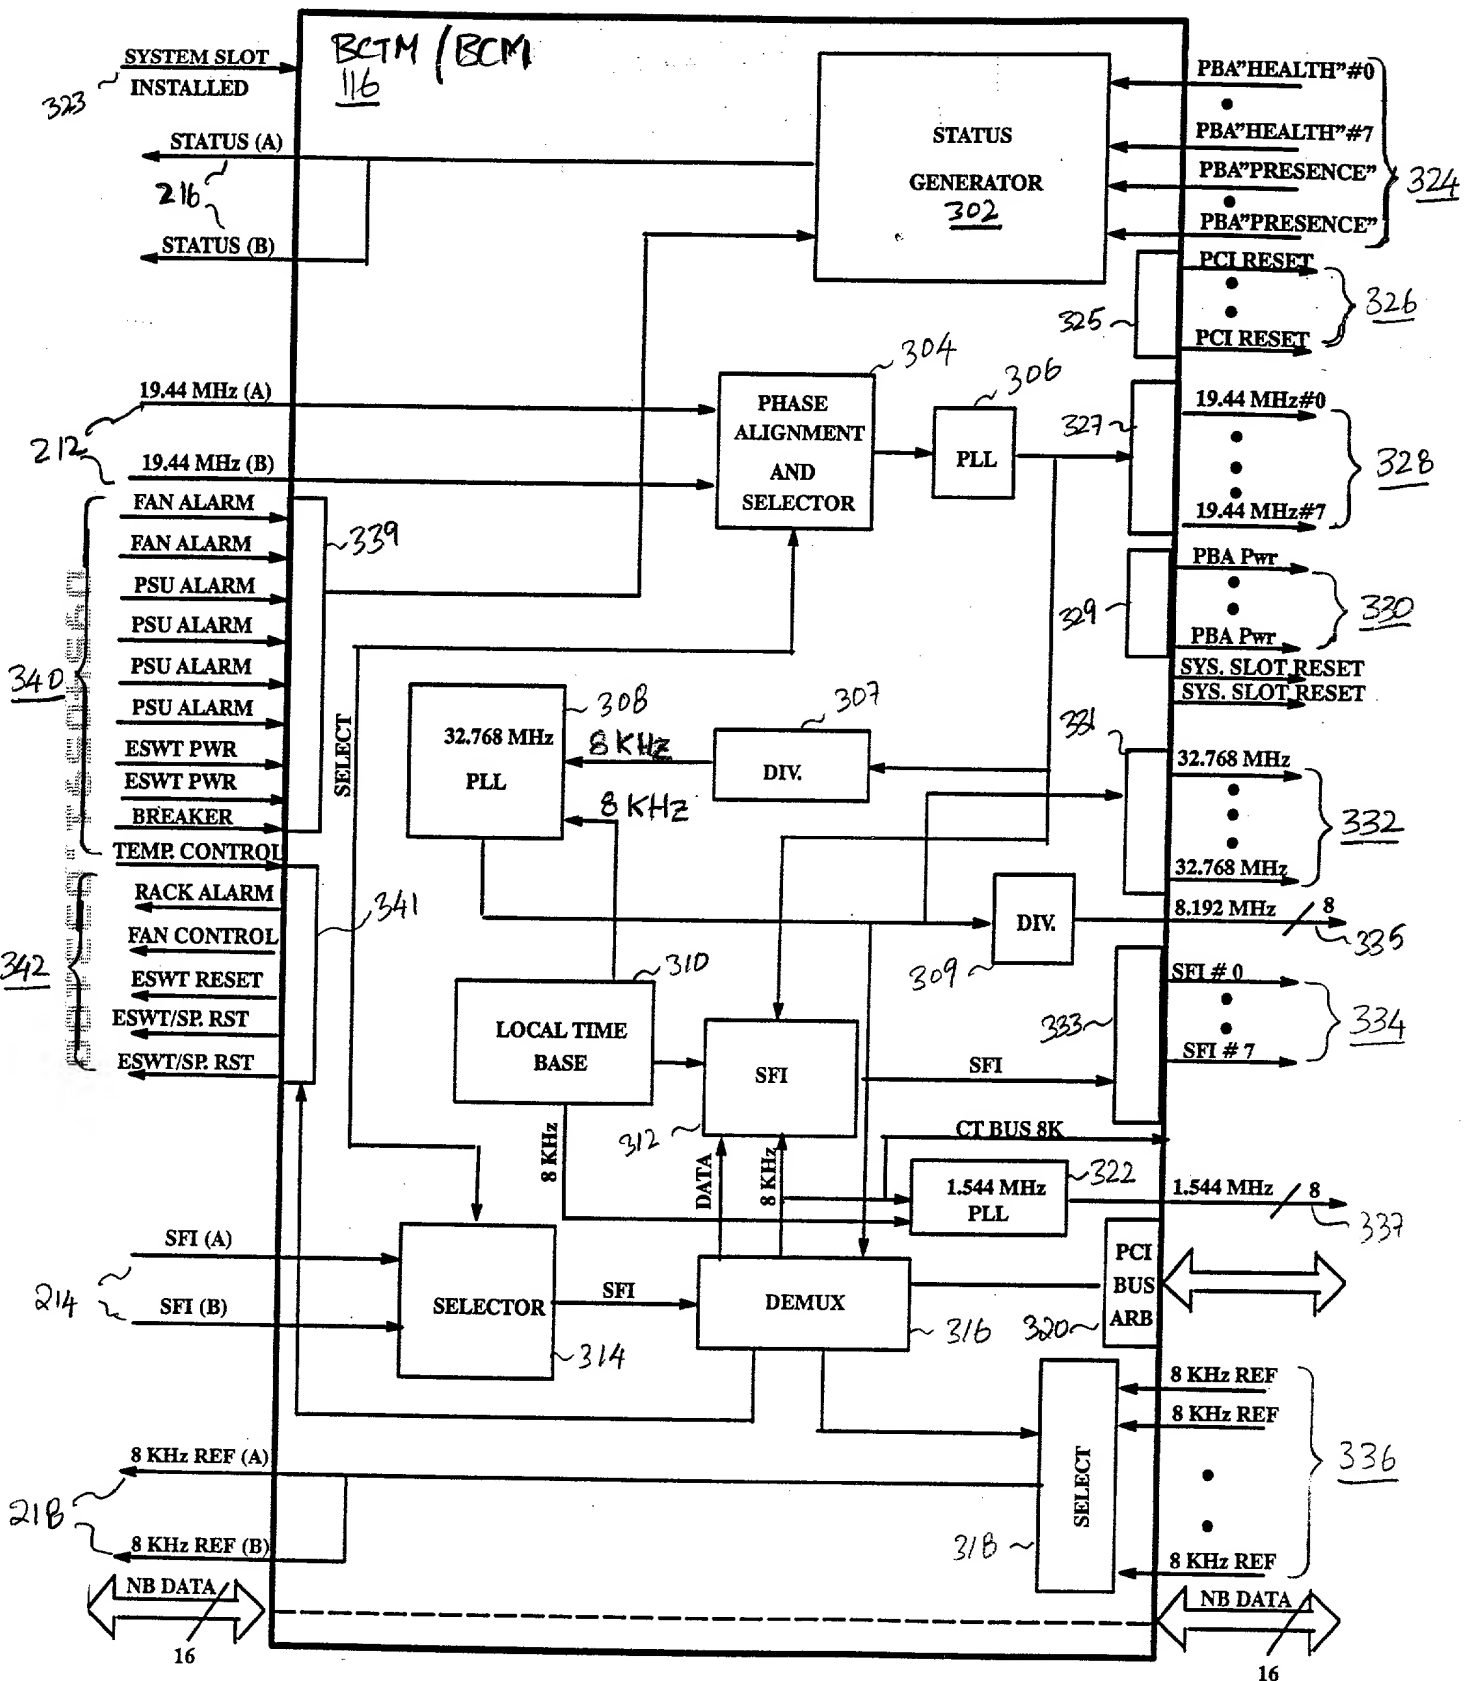 BCTM / BCM
116
SYSTEM SLOT
INSTALLED
323
STATUS (A)
216
STATUS (B)
STATUS
GENERATOR
302
PBA"HEALTH"#0
PBA"HEALTH"#7
PBA"PRESENCE"
PBA"PRESENCE"
324
PCI RESET
PCI RESET
325
326
19.44 MHz (A)
212
19.44 MHz (B)
304
PHASE
ALIGNMENT
AND
SELECTOR
306
PLL
327
19.44 MHz#0
19.44 MHz#7
328
FAN ALARM
FAN ALARM
PSU ALARM
PSU ALARM
PSU ALARM
PSU ALARM
ESWT PWR
ESWT PWR
BREAKER
TEMP. CONTROL
339
340
329
PBA Pwr
PBA Pwr
330
SYS. SLOT RESET
SYS. SLOT RESET
SELECT
308
32.768 MHz
PLL
8 KHz
8 KHz
307
DIV.
331
32.768 MHz
32.768 MHz
332
RACK ALARM
FAN CONTROL
ESWT RESET
ESWT/SP. RST
ESWT/SP. RST
341
342
DIV.
309
8.192 MHz
8
335
310
LOCAL TIME
BASE
SFI
312
333
SFI # 0
SFI # 7
334
SFI
CT BUS 8K
8 KHz
DATA
8 KHz
1.544 MHz
PLL
322
1.544 MHz
8
337
SFI (A)
214
SFI (B)
SELECTOR
314
SFI
DEMUX
316
PCI
BUS
ARB
320
8 KHz REF
8 KHz REF
8 KHz REF
336
SELECT
318
8 KHz REF (A)
218
8 KHz REF (B)
NB DATA
16
NB DATA
16